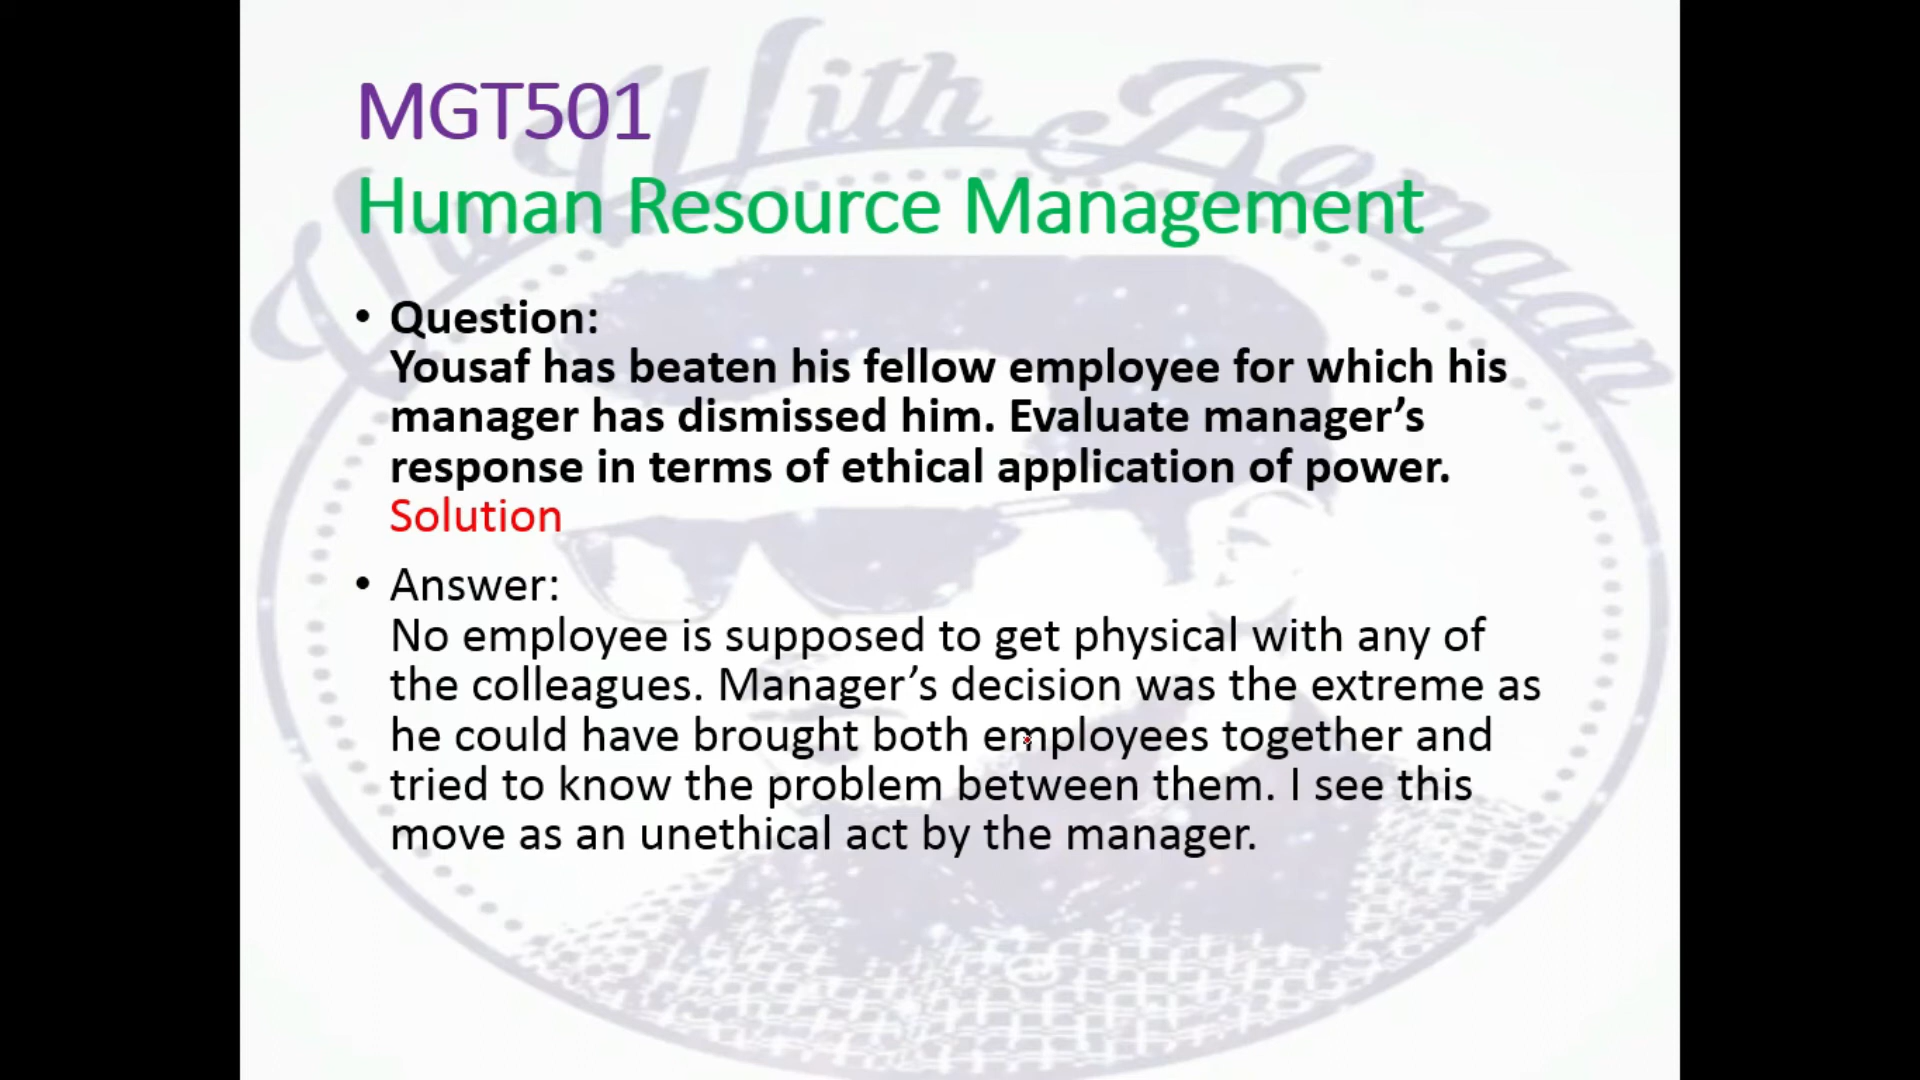 With Romaan
MGT501
Human Resource Management
• Question:
Yousaf has beaten his fellow employee for which his
manager has dismissed him. Evaluate manager’s
response in terms of ethical application of power.
Solution
• Answer:
No employee is supposed to get physical with any of
the colleagues. Manager’s decision was the extreme as
he could have brought both employees together and
tried to know the problem between them. I see this
move as an unethical act by the manager.